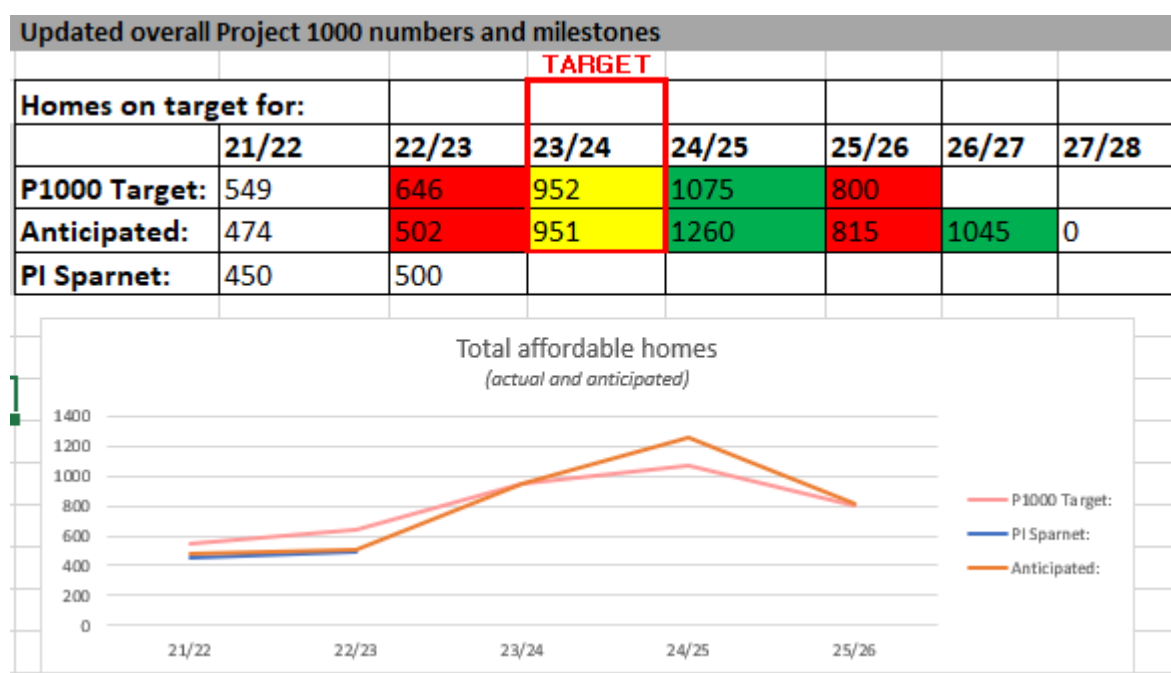 Updated overall Project 1000 numbers and milestones
TARGET
Homes on target for:
21/22 22/23 23/24 24/25 25/26 26/27 27/28
P1000 Target: 549 646 952 1075 800
Anticipated: 474 502 951 1260 815 1045 0
PI Sparnet: 450 500
Total affordable homes
(actual and anticipated)
1400
1200
1000
800
600
400
200
0
21/22 22/23 23/24 24/25 25/26
P1000 Target:
PI Sparnet:
Anticipated: